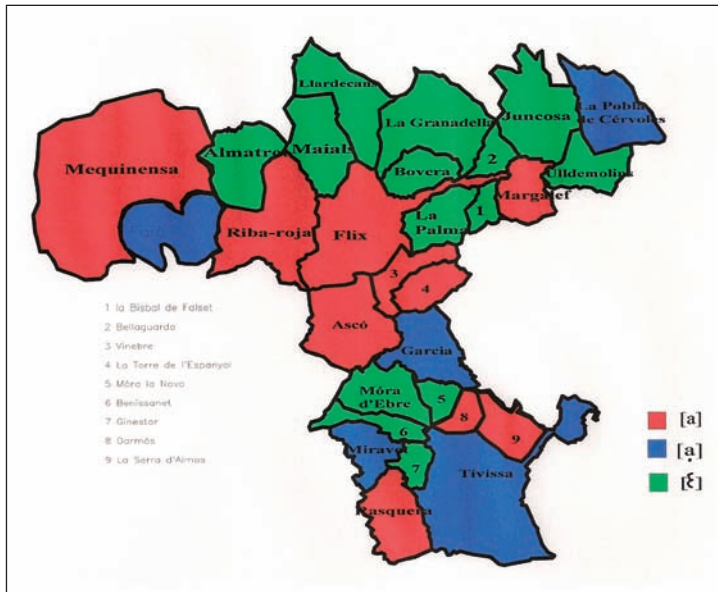 Llardecans
La Pobla
de Cérvoles
La Granadella
Juncosa
Almatret
Maials
2
Mequinensa
Bovera
Ulldemolins
Margalef
La
Palma
1
Riba-roja
Flix
3
4
1 la Bisbal de Falset
2 Bellaguarda
3 Vinebre
4 La Torre de l'Espanyol
5 Móra la Nova
6 Benissanet
7 Ginestar
8 Darmós
9 La Serra d'Almos
Ascó
Garcia
Móra
d'Ebre
5
8
6
9
Miravet
7
Tivissa
Rasquera
[a]
[ạ]